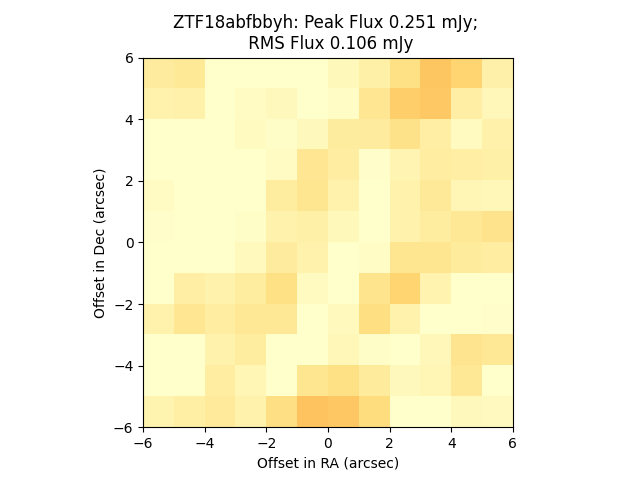 ZTF18abfbbyh: Peak Flux 0.251 mJy;
RMS Flux 0.106 mJy
6
4
2
0
−2
−4
−6
Offset in Dec (arcsec)
−6 −4 −2 0 2 4 6
Offset in RA (arcsec)